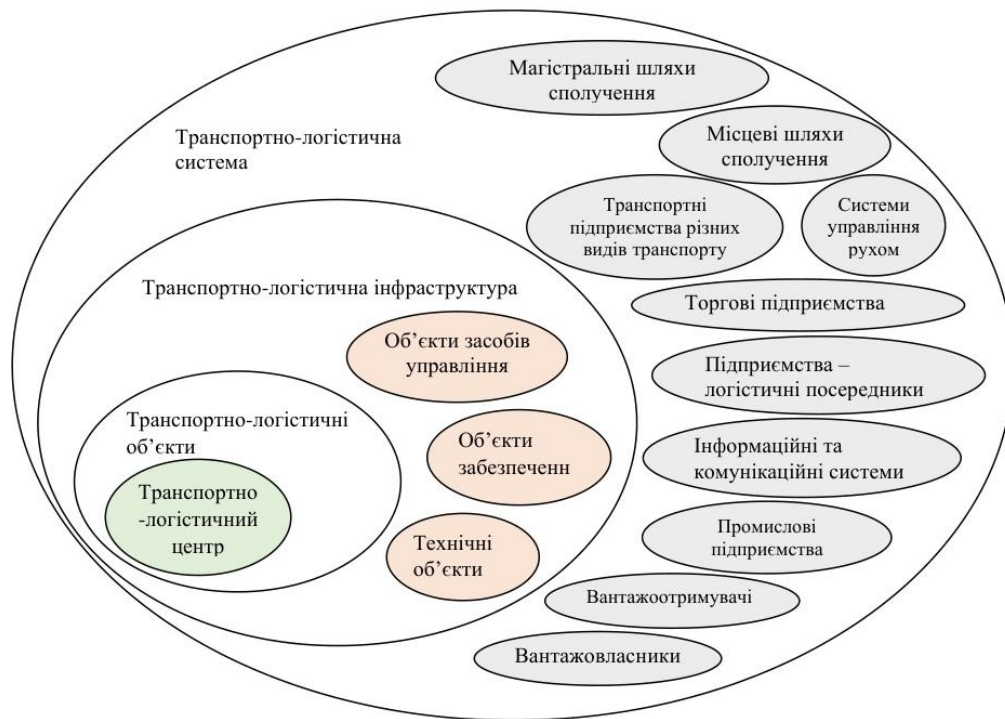 Магістральні шляхи
сполучення
Транспортно-логістична
система
Місцеві шляхи
сполучення
Транспортні
підприємства різних
видів транспорту
Системи
управління
рухом
Транспортно-логістична інфраструктура
Торгові підприємства
Об’єкти засобів
управління
Підприємства –
логістичні посередники
Транспортно-логістичні
об’єкти
Об’єкти
забезпеченн
Інформаційні та
комунікаційні системи
Транспортно
-логістичний
центр
Технічні
об’єкти
Промислові
підприємства
Вантажоотримувачі
Вантажовласники